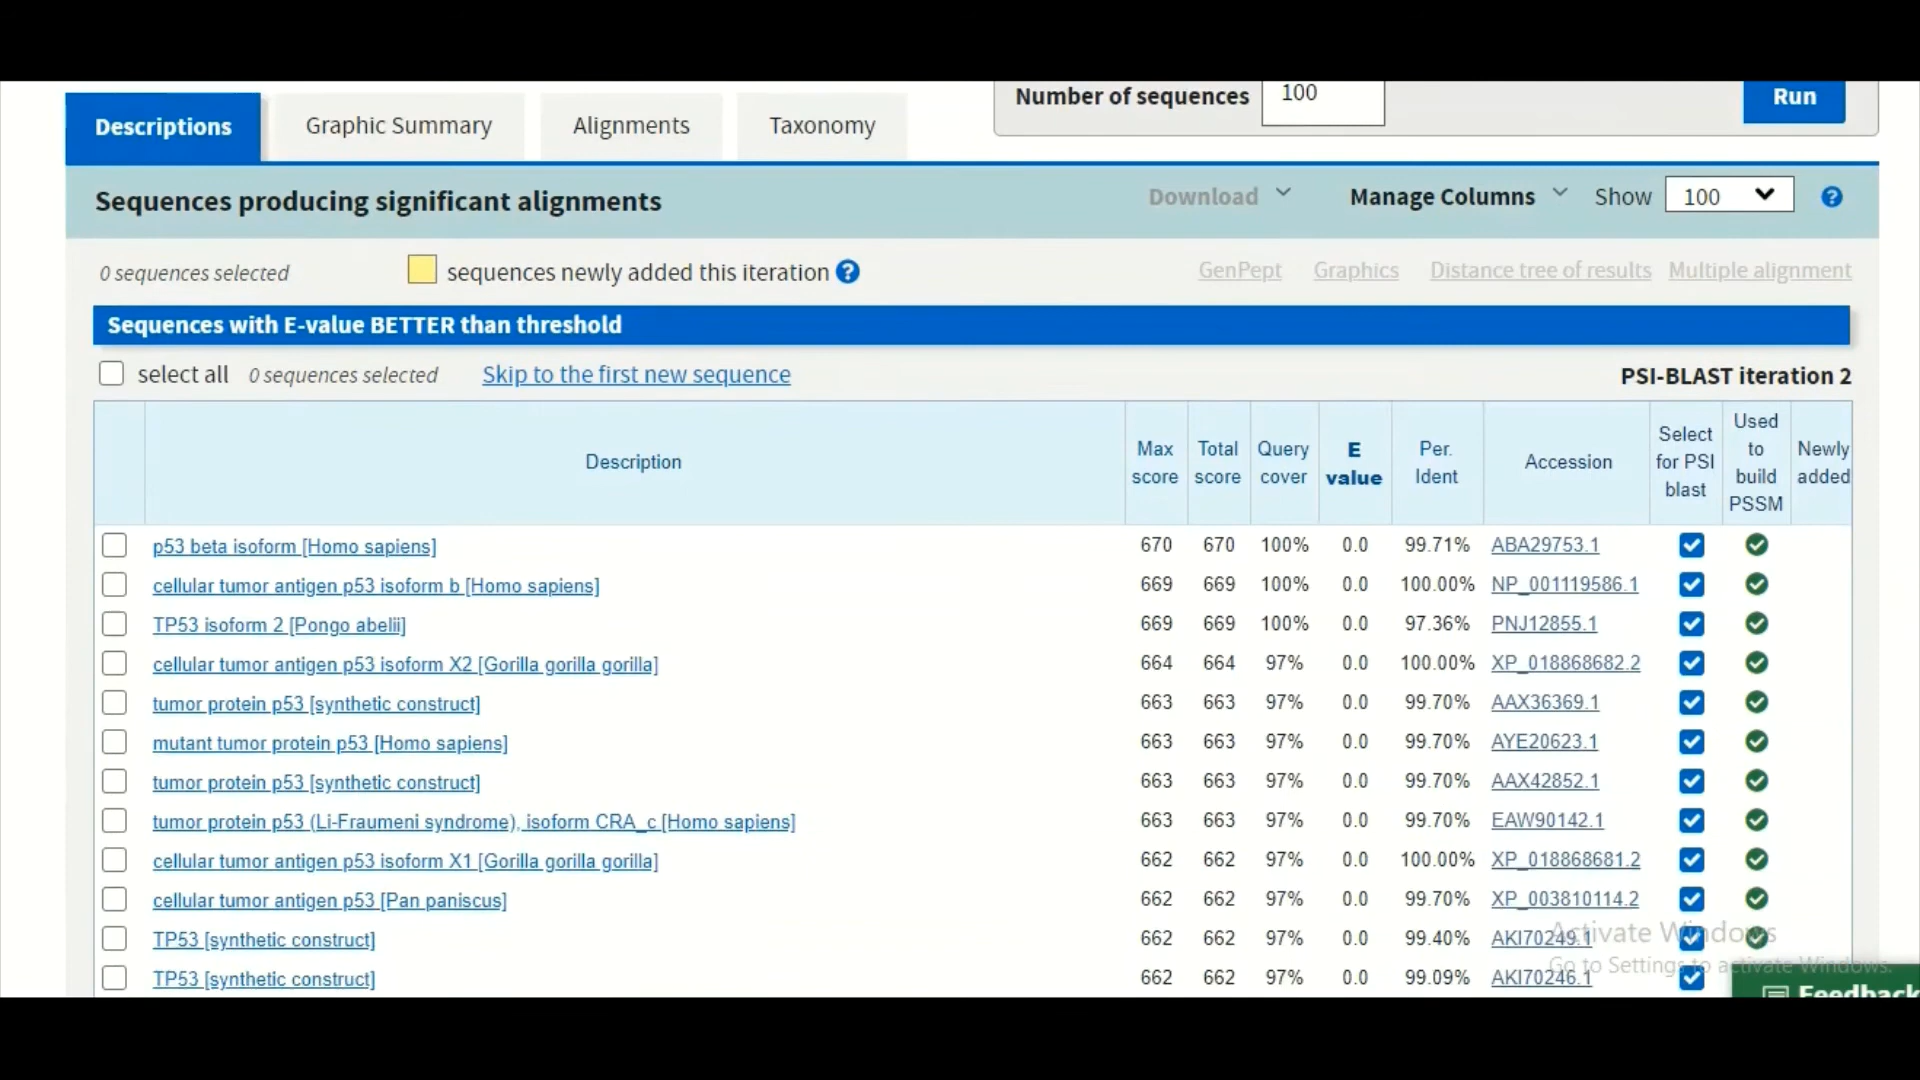 Number of sequences 100 Run
Descriptions Graphic Summary Alignments Taxonomy
Sequences producing significant alignments Download Manage Columns Show 100 ?
0 sequences selected sequences newly added this iteration ? GenPept Graphics Distance tree of results Multiple alignment
Sequences with E-value BETTER than threshold
select all 0 sequences selected Skip to the first new sequence PSI-BLAST iteration 2
Description Max score Total score Query cover E value Per. Ident Accession Select for PSI blast Used to build PSSM Newly added
p53 beta isoform [Homo sapiens] 670 670 100% 0.0 99.71% ABA29753.1
cellular tumor antigen p53 isoform b [Homo sapiens] 669 669 100% 0.0 100.00% NP_001119586.1
TP53 isoform 2 [Pongo abelii] 669 669 100% 0.0 97.36% PNJ12855.1
cellular tumor antigen p53 isoform X2 [Gorilla gorilla gorilla] 664 664 97% 0.0 100.00% XP_018868682.2
tumor protein p53 [synthetic construct] 663 663 97% 0.0 99.70% AAX36369.1
mutant tumor protein p53 [Homo sapiens] 663 663 97% 0.0 99.70% AYE20623.1
tumor protein p53 [synthetic construct] 663 663 97% 0.0 99.70% AAX42852.1
tumor protein p53 (Li-Fraumeni syndrome), isoform CRA_c [Homo sapiens] 663 663 97% 0.0 99.70% EAW90142.1
cellular tumor antigen p53 isoform X1 [Gorilla gorilla gorilla] 662 662 97% 0.0 100.00% XP_018868681.2
cellular tumor antigen p53 [Pan paniscus] 662 662 97% 0.0 99.70% XP_003810114.2
TP53 [synthetic construct] 662 662 97% 0.0 99.40% AKI70249.1
TP53 [synthetic construct] 662 662 97% 0.0 99.09% AKI70246.1
Activate Windows
Go to Settings to activate Windows.
Feedback